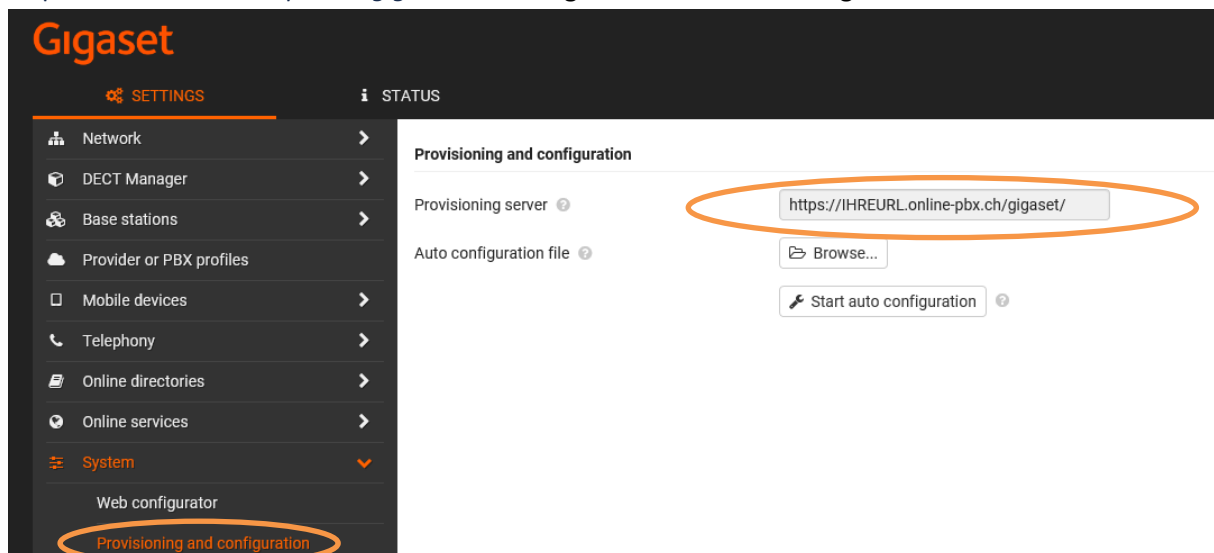 Gigaset
SETTINGS
STATUS
Network
DECT Manager
Base stations
Provider or PBX profiles
Mobile devices
Telephony
Online directories
Online services
System
Web configurator
Provisioning and configuration
Provisioning and configuration
Provisioning server
https://IHREURL.online-pbx.ch/gigaset/
Auto configuration file
Browse...
Start auto configuration